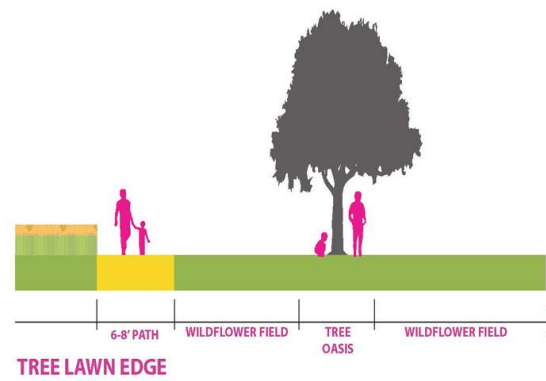 6-8' PATH
WILDFLOWER FIELD
TREE
OASIS
WILDFLOWER FIELD
TREE LAWN EDGE